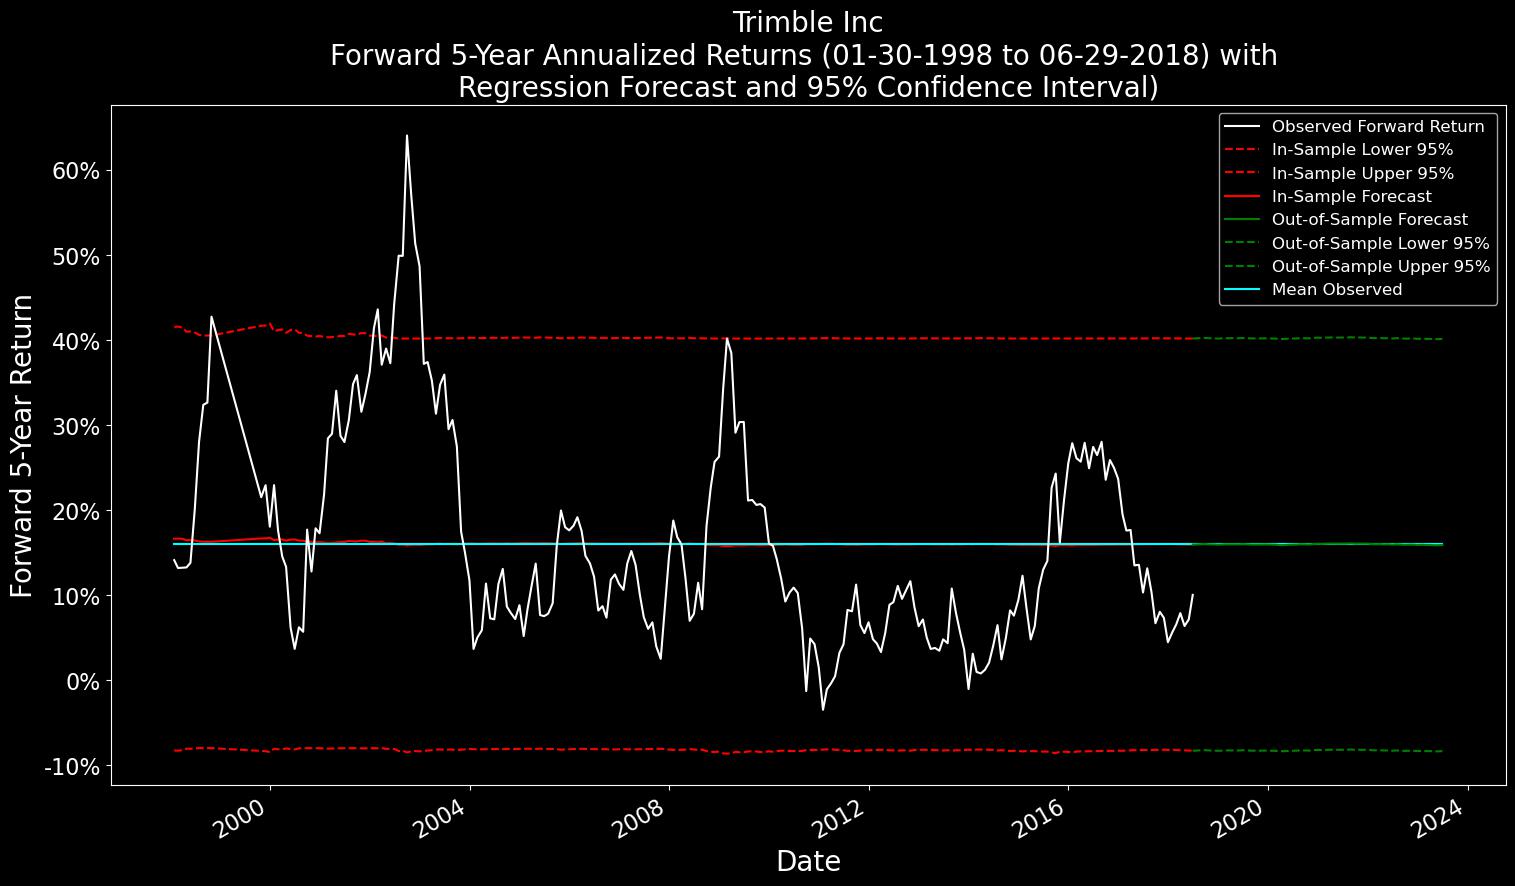 Trimble Inc
Forward 5-Year Annualized Returns (01-30-1998 to 06-29-2018) with
Regression Forecast and 95% Confidence Interval)
Observed Forward Return
In-Sample Lower 95%
In-Sample Upper 95%
In-Sample Forecast
Out-of-Sample Forecast
Out-of-Sample Lower 95%
Out-of-Sample Upper 95%
Mean Observed
Forward 5-Year Return
60%
50%
40%
30%
20%
10%
0%
-10%
2000
2004
2008
2012
2016
2020
2024
Date